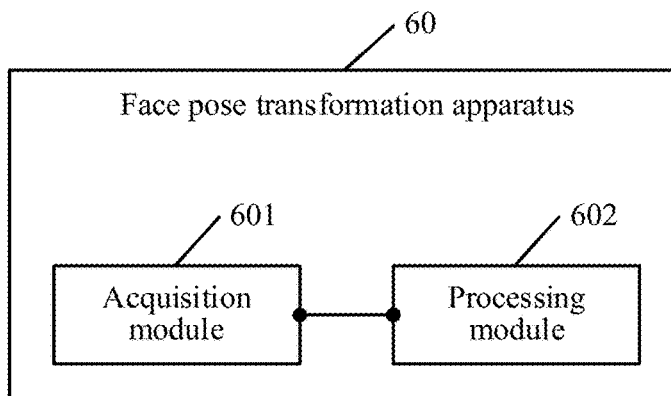 60
Face pose transformation apparatus
601
602
Acquisition
module
Processing
module